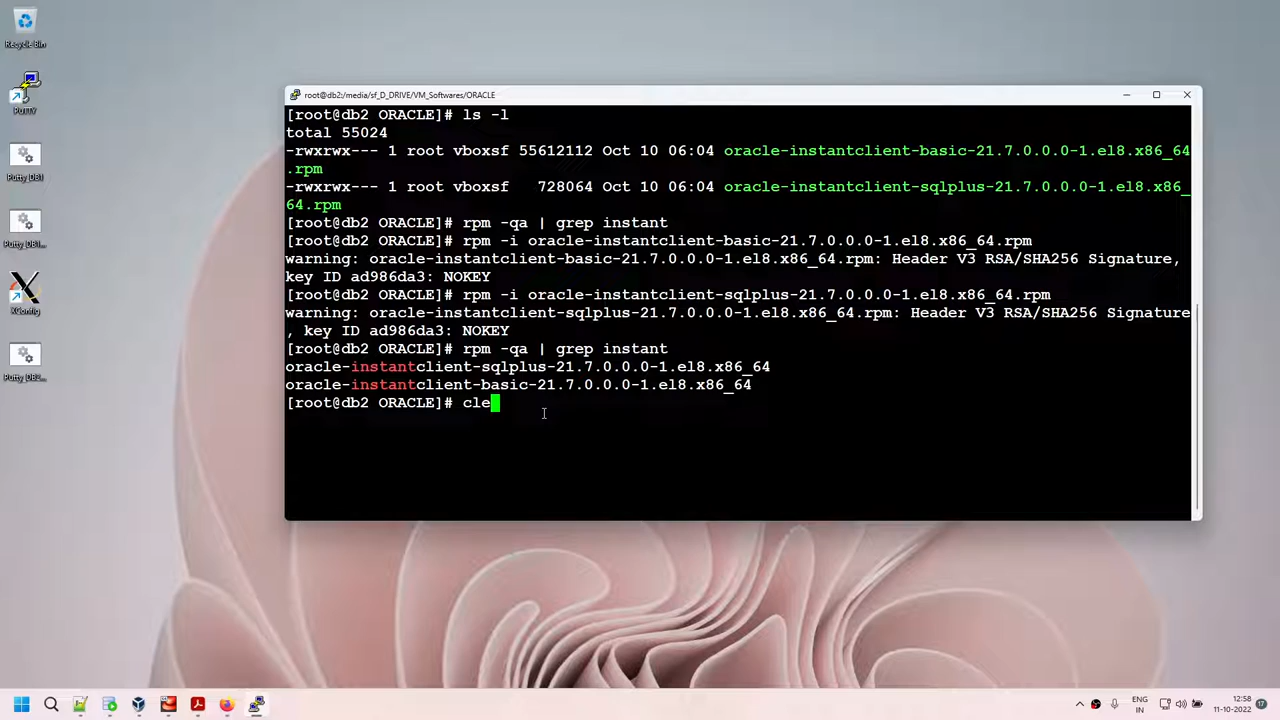 Recycle Bin
PuTTY
Putty DB1
Putty DB1...
XConfig
Putty DB2...
root@db2:/media/sf_D_DRIVE/VM_Softwares/ORACLE
[root@db2 ORACLE]# ls -l
total 55024
-rwxrwx--- 1 root vboxsf 55612112 Oct 10 06:04 oracle-instantclient-basic-21.7.0.0.0-1.el8.x86_64
.rpm
-rwxrwx--- 1 root vboxsf   728064 Oct 10 06:04 oracle-instantclient-sqlplus-21.7.0.0.0-1.el8.x86_
64.rpm
[root@db2 ORACLE]# rpm -qa | grep instant
[root@db2 ORACLE]# rpm -i oracle-instantclient-basic-21.7.0.0.0-1.el8.x86_64.rpm
warning: oracle-instantclient-basic-21.7.0.0.0-1.el8.x86_64.rpm: Header V3 RSA/SHA256 Signature,
key ID ad986da3: NOKEY
[root@db2 ORACLE]# rpm -i oracle-instantclient-sqlplus-21.7.0.0.0-1.el8.x86_64.rpm
warning: oracle-instantclient-sqlplus-21.7.0.0.0-1.el8.x86_64.rpm: Header V3 RSA/SHA256 Signature
, key ID ad986da3: NOKEY
[root@db2 ORACLE]# rpm -qa | grep instant
oracle-instantclient-sqlplus-21.7.0.0.0-1.el8.x86_64
oracle-instantclient-basic-21.7.0.0.0-1.el8.x86_64
[root@db2 ORACLE]# cle
ENG
IN
12:58
11-10-2022
17